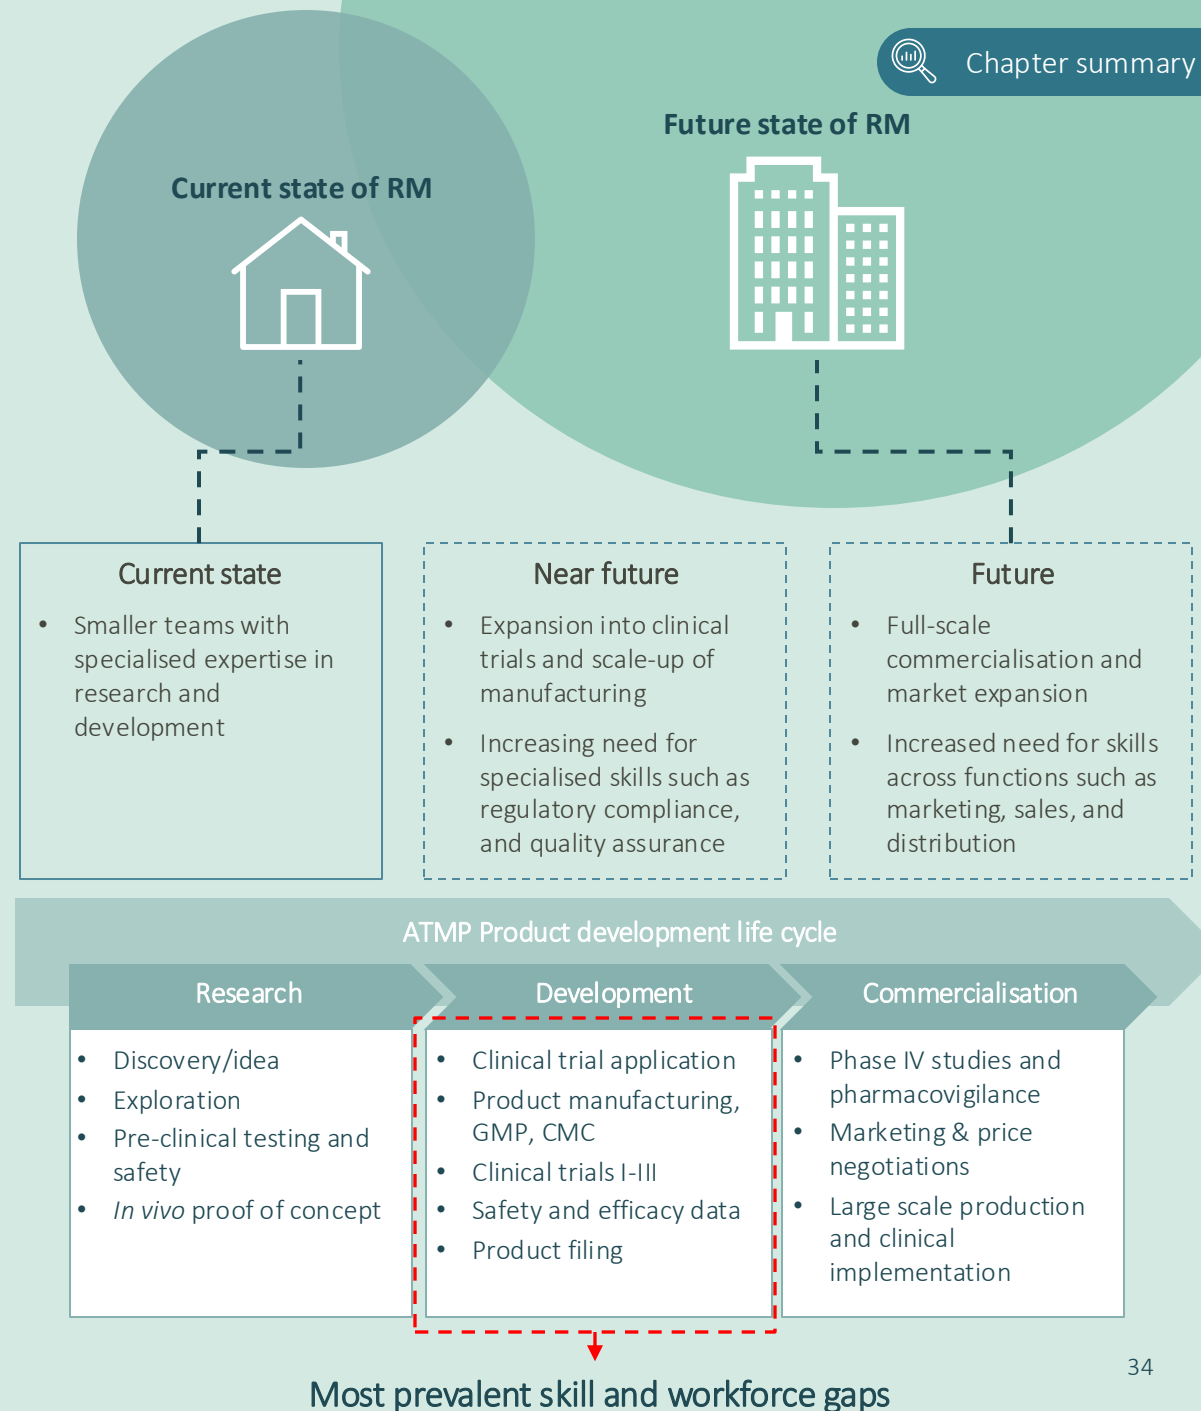 Chapter summary
Future state of RM
Current state of RM
Current state
• Smaller teams with
specialised expertise in
research and
development
Near future
• Expansion into clinical
trials and scale-up of
manufacturing
• Increasing need for
specialised skills such as
regulatory compliance,
and quality assurance
Future
• Full-scale
commercialisation and
market expansion
• Increased need for skills
across functions such as
marketing, sales, and
distribution
ATMP Product development life cycle
Research
• Discovery/idea
• Exploration
• Pre-clinical testing and
safety
• In vivo proof of concept
Development
• Clinical trial application
• Product manufacturing,
GMP, CMC
• Clinical trials I-III
• Safety and efficacy data
• Product filing
Commercialisation
• Phase IV studies and
pharmacovigilance
• Marketing & price
negotiations
• Large scale production
and clinical
implementation
Most prevalent skill and workforce gaps
34